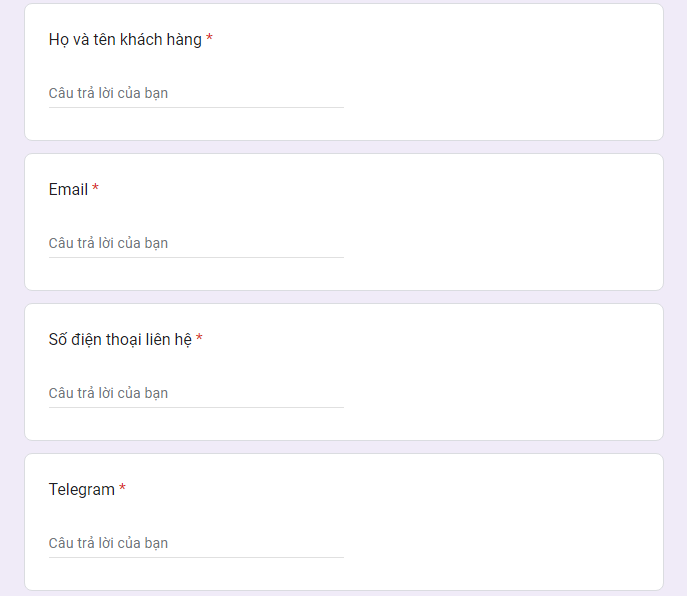 Họ và tên khách hàng *
Câu trả lời của bạn
Email *
Câu trả lời của bạn
Số điện thoại liên hệ *
Câu trả lời của bạn
Telegram *
Câu trả lời của bạn